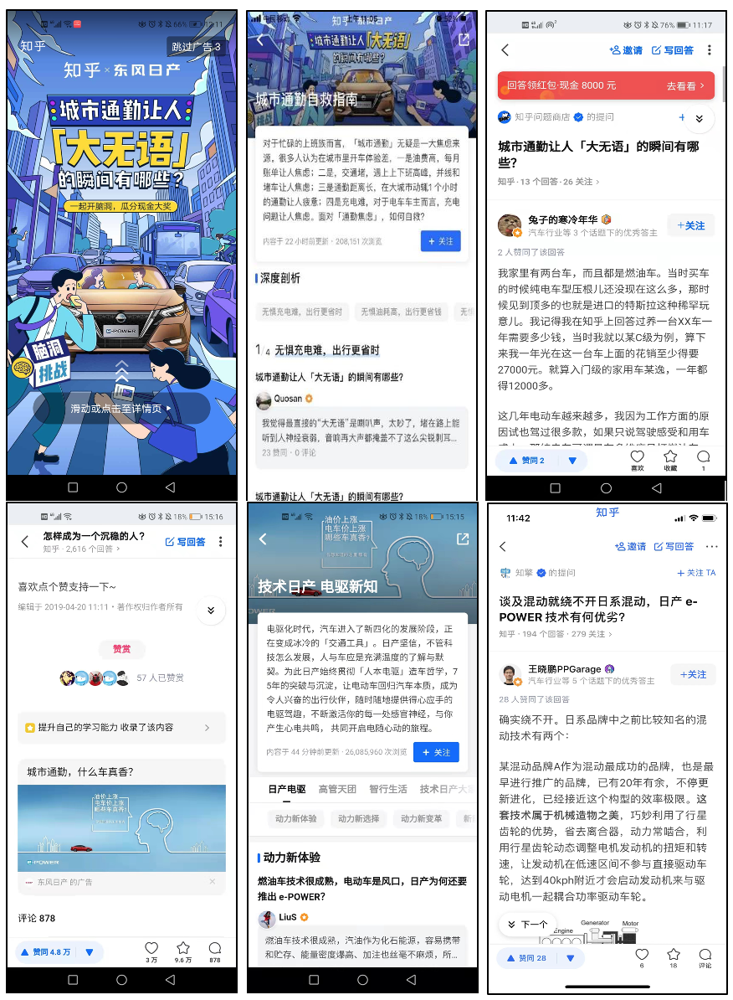 12:11
66%
知乎
跳过广告 3
知乎 × 东风日产
城市通勤让人
「大无语」
的瞬间有哪些?
一起开脑洞,瓜分现金大奖
e-POWER
脑洞
挑战
滑动或点击至详情页
中国移动
上午11:05
52%
知乎 × 东风日产
城市通勤让人「大无语」
的瞬间有哪些?
城市通勤自救指南
对于忙碌的上班族而言,「城市通勤」无疑是一大焦虑来
源。很多人认为在城市里开车体验差,一是油费高,每月
账单让人焦虑;二是,交通堵,遇上上下班高峰,并线和
堵车让人焦虑;三是通勤距离长,在大城市动辄1 个小时
的通勤让人疲惫;四是充电难,对于电车车主而言,充电
问题让人焦虑。面对「通勤焦虑」,如何自救?
内容于 22 小时前更新 · 208,151 次浏览
+ 关注
深度剖析
无惧充电难,出行更省时
无惧油耗高,出行更省钱
无惧
1/4 无惧充电难,出行更省时
城市通勤让人「大无语」的瞬间有哪些?
Quosan
我觉得最直接的“大无语”是喇叭声,太吵了,堵在路上能
听到人神经衰弱,音响再大声都掩盖不了这么尖锐刺耳...
23 赞同 · 0 评论
城市通勤让人「大无语」的瞬间有哪些?
76% 11:17
邀请
写回答
回答领红包·现金 8000 元
去看看
知乎问题商店 的提问
城市通勤让人「大无语」的瞬间有哪
些?
知乎 · 13 个回答 · 26 关注
兔子的寒冷年华
汽车行业等 3 个话题下的优秀答主
+关注
2 人赞同了该回答
我家里有两台车,而且都是燃油车。当时买车
的时候纯电车型压根儿还没现在这么多,那时
候见到顶多的也就是进口的特斯拉这种稀罕玩
意儿。我记得我在知乎上回答过养一台XX车一
年需要多少钱,当时我就以某C级为例,算下
来我一年光在这一台车上面的花销至少得要
27000元。就算入门级的家用车某逸,一年都
得12000多。
这几年电动车越来越多,我因为工作方面的原
因试也驾过很多款,如果只说驾驶感受和用车
赞同 2
喜欢
收藏
1
18% 15:16
怎样成为一个沉稳的人?
知乎 · 2,616 个回答
写回答
喜欢点个赞支持一下~
编辑于 2019-04-20 11:11 · 著作权归作者所有
赞赏
57 人已赞赏
提升自己的学习能力 收录了该内容
城市通勤,什么车真香?
油价上涨
电车价上涨
哪些车真香?
e-POWER
东风日产 的广告
评论 878
赞同 4.8 万
3 万
9.6 万
878
18% 15:15
油价上涨
电车价上涨
哪些车真香?
技术日产 电驱新知
电驱化时代,汽车进入了新四化的发展阶段,正
在变成冰冷的「交通工具」。日产坚信,不管科
技怎么发展,人与车应是充满温度的了解与默
契。为此日产始终贯彻「人本电驱」造车哲学,7
5年的突破与沉淀,让电动车回归汽车本质,成为
令人兴奋的出行伙伴,随时随地提供得心应手的
电驱驾趣,不断激活你的每一处感官神经,与你
产生心电共鸣,共同开启电随心动的旅程。
内容于 44 分钟前更新 · 26,085,960 次浏览
+ 关注
日产电驱
高管天团
智行生活
技术日产大
动力新体验
动力新选择
动力新变革
动力新体验
燃油车技术很成熟,电动车是风口,日产为何还要
推出 e-POWER?
LiuS
燃油车技术很成熟,汽油作为化石能源,容易携带
和贮存、能量密度爆高、加注也丝毫不麻烦,所...
11:42
知乎
邀请
写回答
知擎 的提问
+ 关注 TA
谈及混动就绕不开日系混动,日产 e-
POWER 技术有何优劣?
知乎 · 194 个回答 · 279 关注
王晓鹏PPGarage
汽车行业等 5 个话题下的优秀答主
+关注
28 人赞同了该回答
确实绕不开。日系品牌中之前比较知名的混
动技术有两个:
某混动品牌A作为混动最成功的品牌,也是最
早进行推广的品牌,已有20年有余,不停更
新进化,已经接近这个构型的效率极限。这
套技术属于机械造物之美,巧妙利用了行星
齿轮的优势,省去离合器,动力常啮合,利
用行星齿轮动态调整电机发动机的扭矩和转
速,让发动机在低速区间不参与直接驱动车
轮,达到40kph附近才会启动发动机来与驱
动电机一起耦合功率驱动车轮。
下一个
Engine
Generator
Motor
赞同 28
6
18
评论